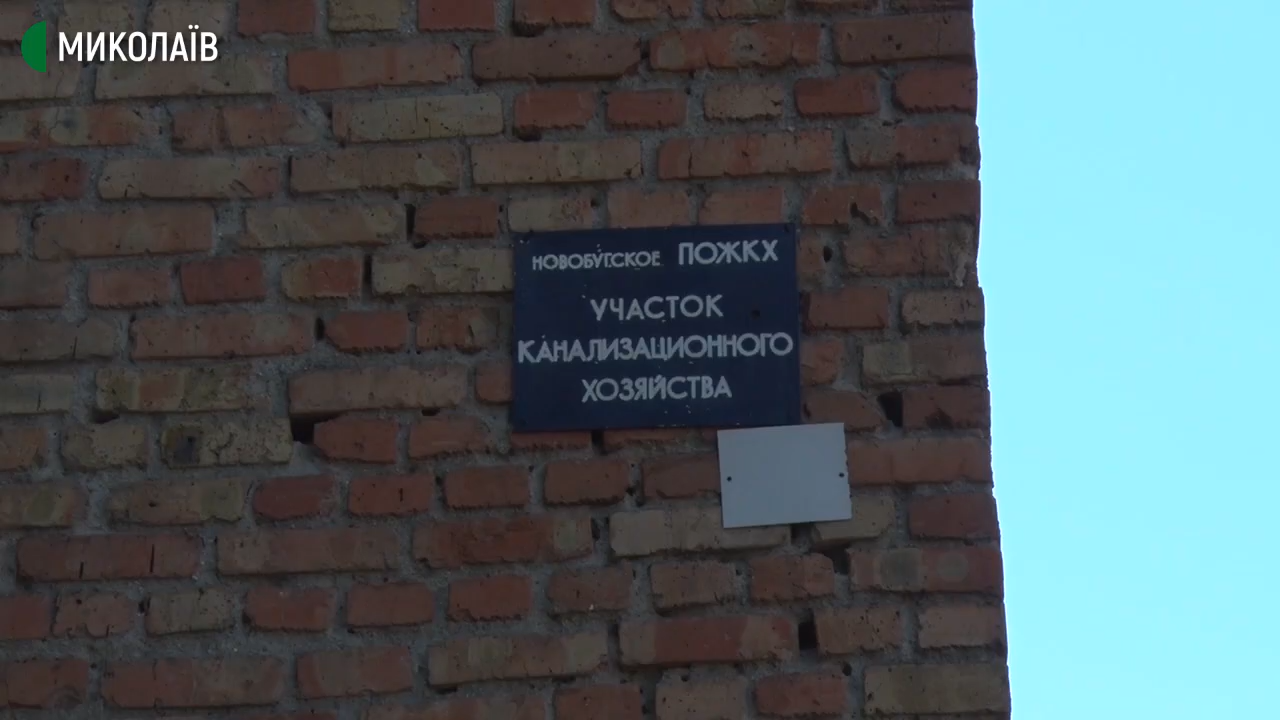 МИКОЛАЇВ
НОВОБУГСКОЕ ПОЖКХ
УЧАСТОК
КАНАЛИЗАЦИОННОГО
ХОЗЯЙСТВА